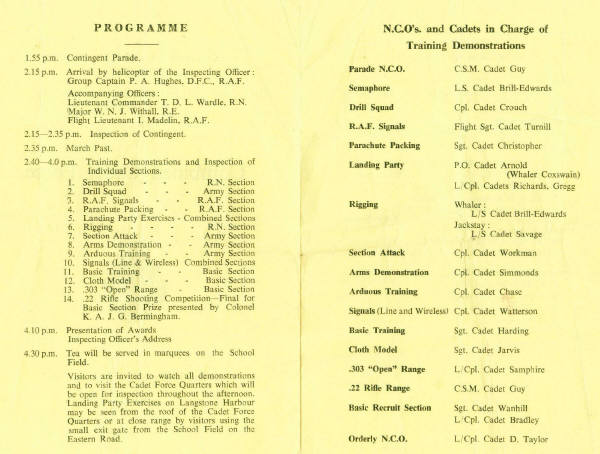 PROGRAMME
1.55 p.m. Contingent Parade.
2.15 p.m. Arrival by helicopter of the Inspecting Officer :
Group Captain P. A. Hughes, D.F.C., R.A.F.
Accompanying Officers :
Lieutenant Commander T. D. L. Wardle, R.N.
Major W. N. J. Withall, R.E.
Flight Lieutenant I. Madelin, R.A.F.
2.15—2.35 p.m. Inspection of Contingent.
2.35 p.m. March Past.
2.40—4.0 p.m. Training Demonstrations and Inspection of
Individual Sections.
1. Semaphore - - - R.N. Section
2. Drill Squad - - - Army Section
3. R.A.F. Signals - - R.A.F. Section
4. Parachute Packing - - R.A.F. Section
5. Landing Party Exercises - Combined Sections
6. Rigging - - - - R.N. Section
7. Section Attack - - Army Section
8. Arms Demonstration - - Army Section
9. Arduous Training - - Army Section
10. Signals (Line & Wireless) Combined Sections
11. Basic Training - - Basic Section
12. Cloth Model - - - Basic Section
13. .303 "Open" Range - Basic Section
14. .22 Rifle Shooting Competition—Final for
Basic Section Prize presented by Colonel
K. A. J. G. Bermingham.
4.10 p.m. Presentation of Awards
Inspecting Officer's Address
4.30 p.m. Tea will be served in marquees on the School
Field.
Visitors are invited to watch all demonstrations
and to visit the Cadet Force Quarters which will
be open for inspection throughout the afternoon.
Landing Party Exercises on Langstone Harbour
may be seen from the roof of the Cadet Force
Quarters or at close range by visitors using the
small exit gate from the School Field on the
Eastern Road.
N.C.O's. and Cadets in Charge of
Training Demonstrations
Parade N.C.O. C.S.M. Cadet Guy
Semaphore L.S. Cadet Brill-Edwards
Drill Squad Cpl. Cadet Crouch
R.A.F. Signals Flight Sgt. Cadet Turnill
Parachute Packing Sgt. Cadet Christopher
Landing Party P.O. Cadet Arnold
(Whaler Coxswain)
L/Cpl. Cadets Richards, Gregg
Rigging Whaler :
L/S Cadet Brill-Edwards
Jackstay :
L/S Cadet Savage
Section Attack Cpl. Cadet Workman
Arms Demonstration Cpl. Cadet Simmonds
Arduous Training Cpl. Cadet Chase
Signals (Line and Wireless) Cpl. Cadet Watterson
Basic Training Sgt. Cadet Harding
Cloth Model Sgt. Cadet Jarvis
.303 "Open" Range L/Cpl. Cadet Samphire
.22 Rifle Range C.S.M. Cadet Guy
Basic Recruit Section Sgt. Cadet Wanhill
L/Cpl. Cadet Bradley
Orderly N.C.O. L/Cpl. Cadet D. Taylor